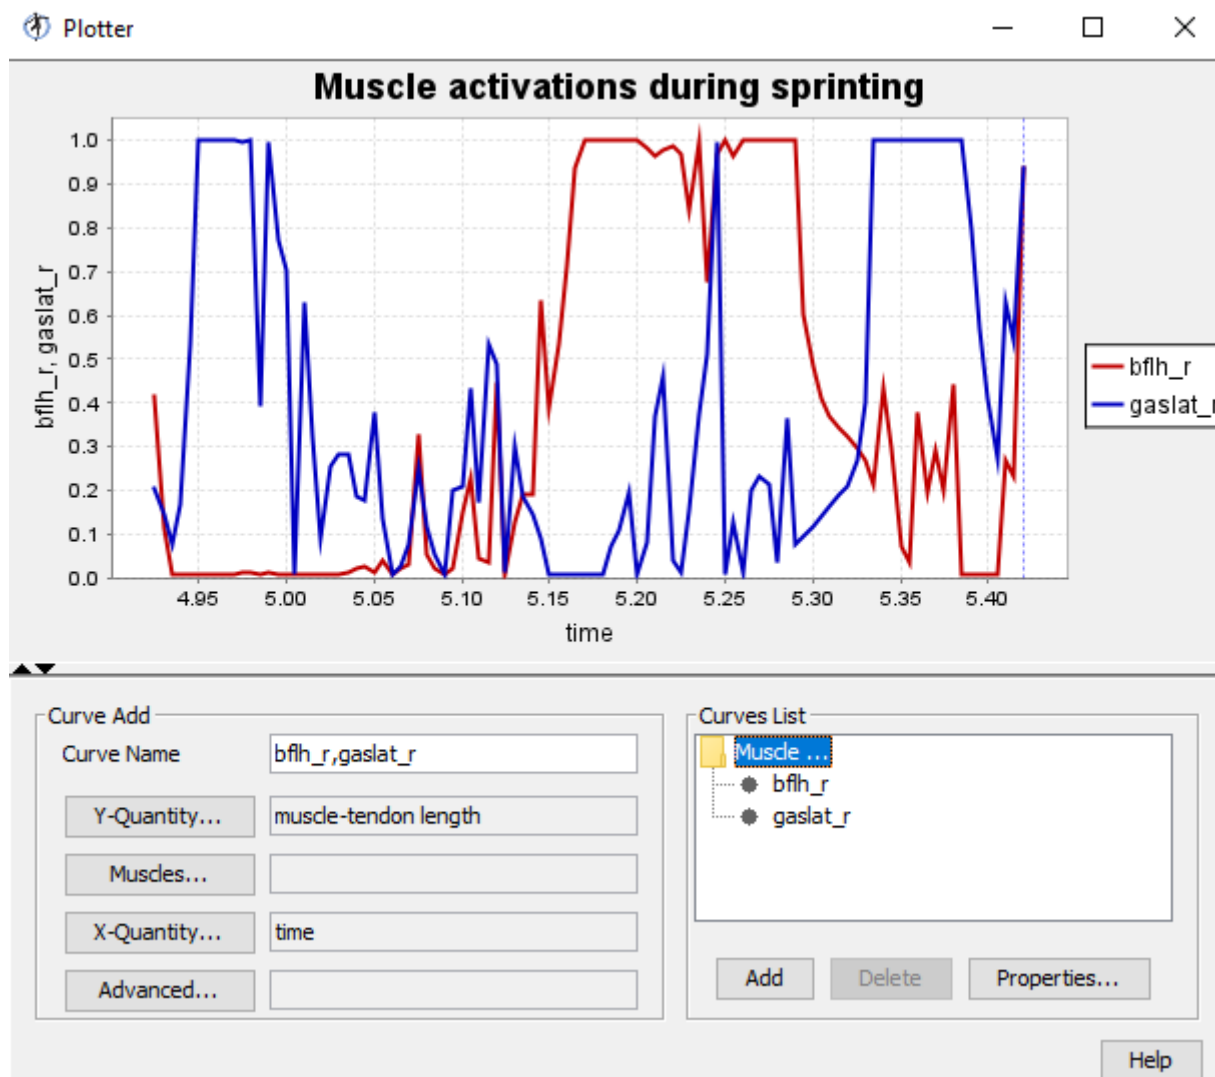 Plotter
Muscle activations during sprinting
bflh_r, gaslat_r
1.0
0.9
0.8
0.7
0.6
0.5
0.4
0.3
0.2
0.1
0.0
4.95 5.00 5.05 5.10 5.15 5.20 5.25 5.30 5.35 5.40
time
bflh_r
gaslat_r
Curve Add
Curve Name bflh_r,gaslat_r
Y-Quantity... muscle-tendon length
Muscles...
X-Quantity... time
Advanced...
Curves List
Muscle ...
bflh_r
gaslat_r
Add Delete Properties...
Help